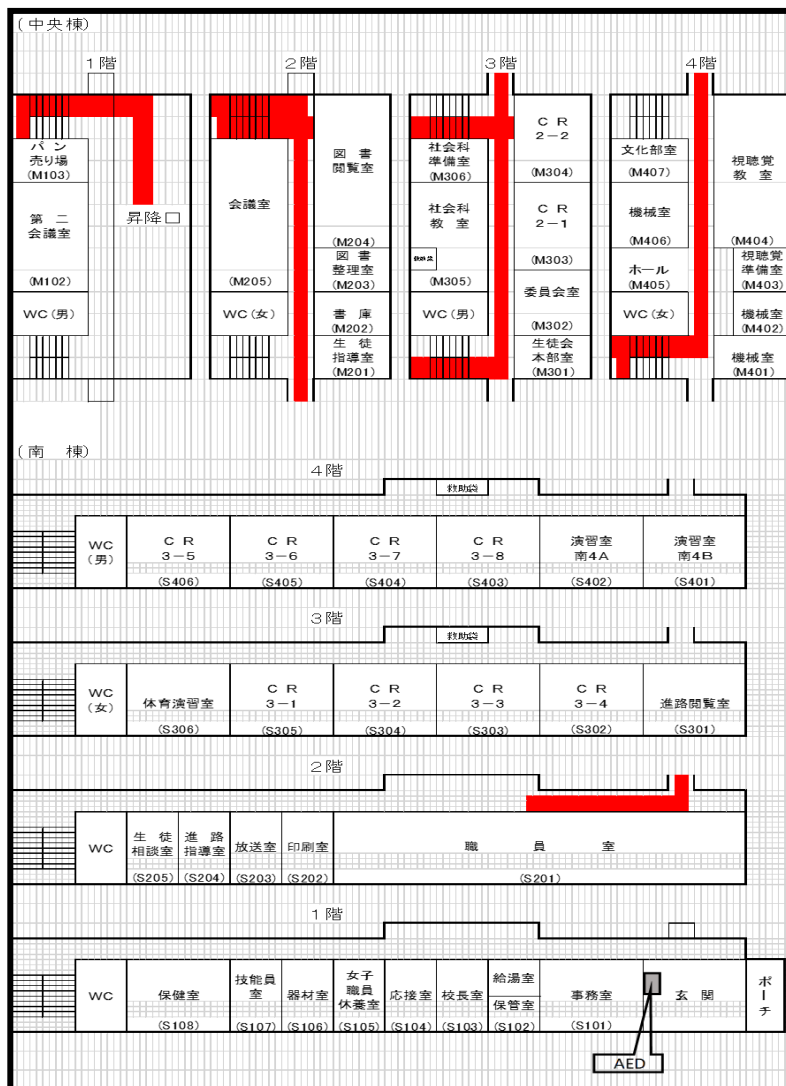 (中央棟)
1階
2階
3階
4階
パン
売り場
(M103)
昇降口
第二
会議室
(M102)
WC(男)
図書
閲覧室
(M204)
会議室
(M205)
図書
整理室
(M203)
WC(女)
書庫
(M202)
生徒
指導室
(M201)
社会科
準備室
(M306)
CR
2-2
(M304)
社会科
教室
(M305)
CR
2-1
(M303)
委員会室
(M302)
WC(男)
生徒会
本部室
(M301)
文化部室
(M407)
視聴覚
教室
(M404)
機械室
(M406)
ホール
(M405)
視聴覚
準備室
(M403)
WC(女)
機械室
(M402)
機械室
(M401)
(南棟)
4階
救助袋
WC
(男)
CR
3-5
(S406)
CR
3-6
(S405)
CR
3-7
(S404)
CR
3-8
(S403)
演習室
南4A
(S402)
演習室
南4B
(S401)
3階
救助袋
WC
(女)
体育演習室
(S306)
CR
3-1
(S305)
CR
3-2
(S304)
CR
3-3
(S303)
CR
3-4
(S302)
進路閲覧室
(S301)
2階
WC
生徒
相談室
(S205)
進路
指導室
(S204)
放送室
(S203)
印刷室
(S202)
職員室
(S201)
1階
WC
保健室
(S108)
技能員
室
(S107)
器材室
(S106)
女子
職員
休養室
(S105)
応接室
(S104)
校長室
(S103)
給湯室
保管室
(S102)
事務室
(S101)
玄関
ポーチ
AED